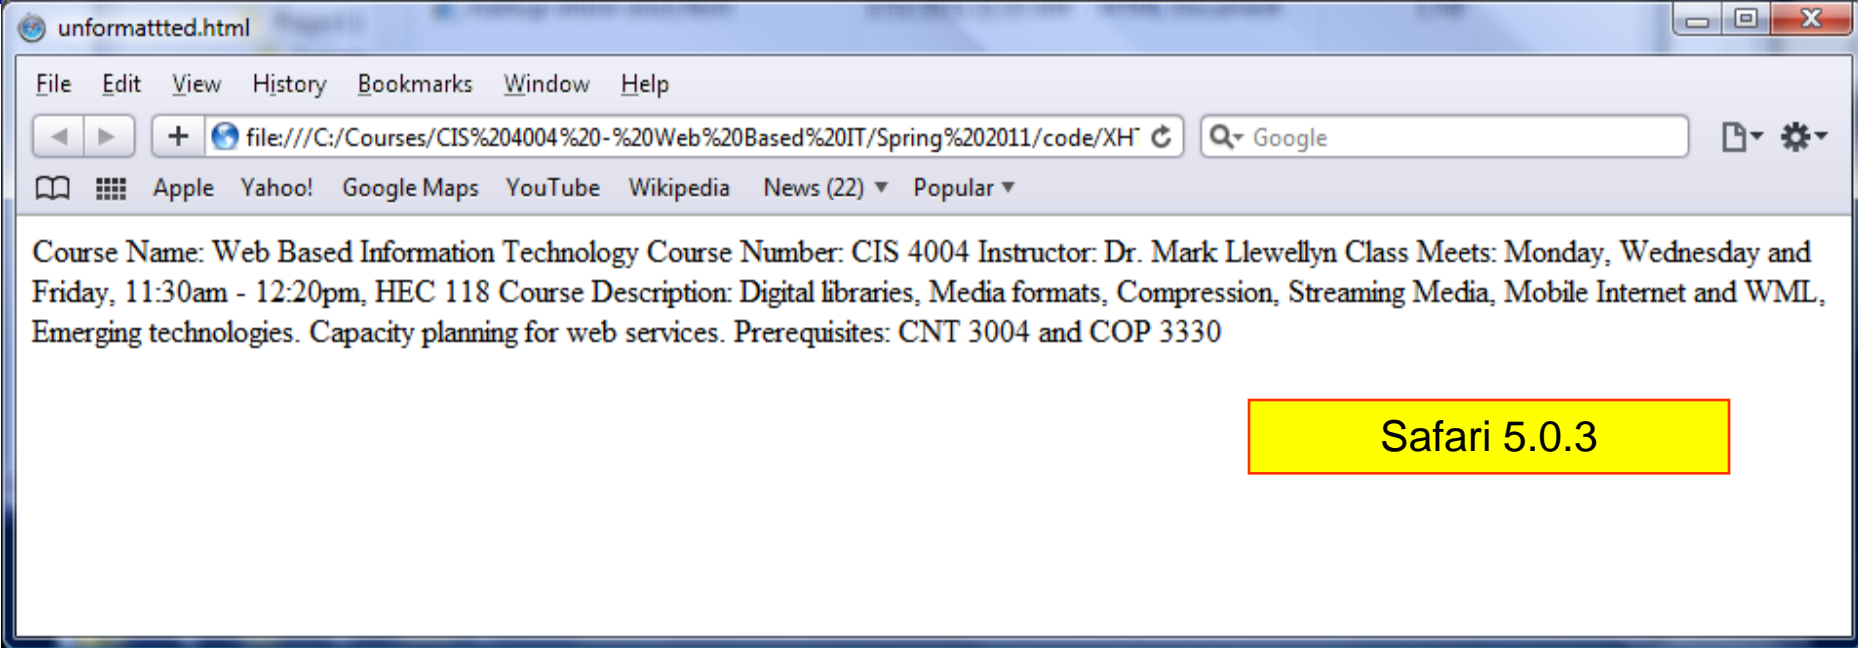 unformattted.html
File Edit View History Bookmarks Window Help
+ file:///C:/Courses/CIS%204004%20-%20Web%20Based%20IT/Spring%202011/code/XHT Google
Apple Yahoo! Google Maps YouTube Wikipedia News (22) ▼ Popular ▼
Course Name: Web Based Information Technology Course Number: CIS 4004 Instructor: Dr. Mark Llewellyn Class Meets: Monday, Wednesday and
Friday, 11:30am - 12:20pm, HEC 118 Course Description: Digital libraries, Media formats, Compression, Streaming Media, Mobile Internet and WML,
Emerging technologies. Capacity planning for web services. Prerequisites: CNT 3004 and COP 3330
Safari 5.0.3